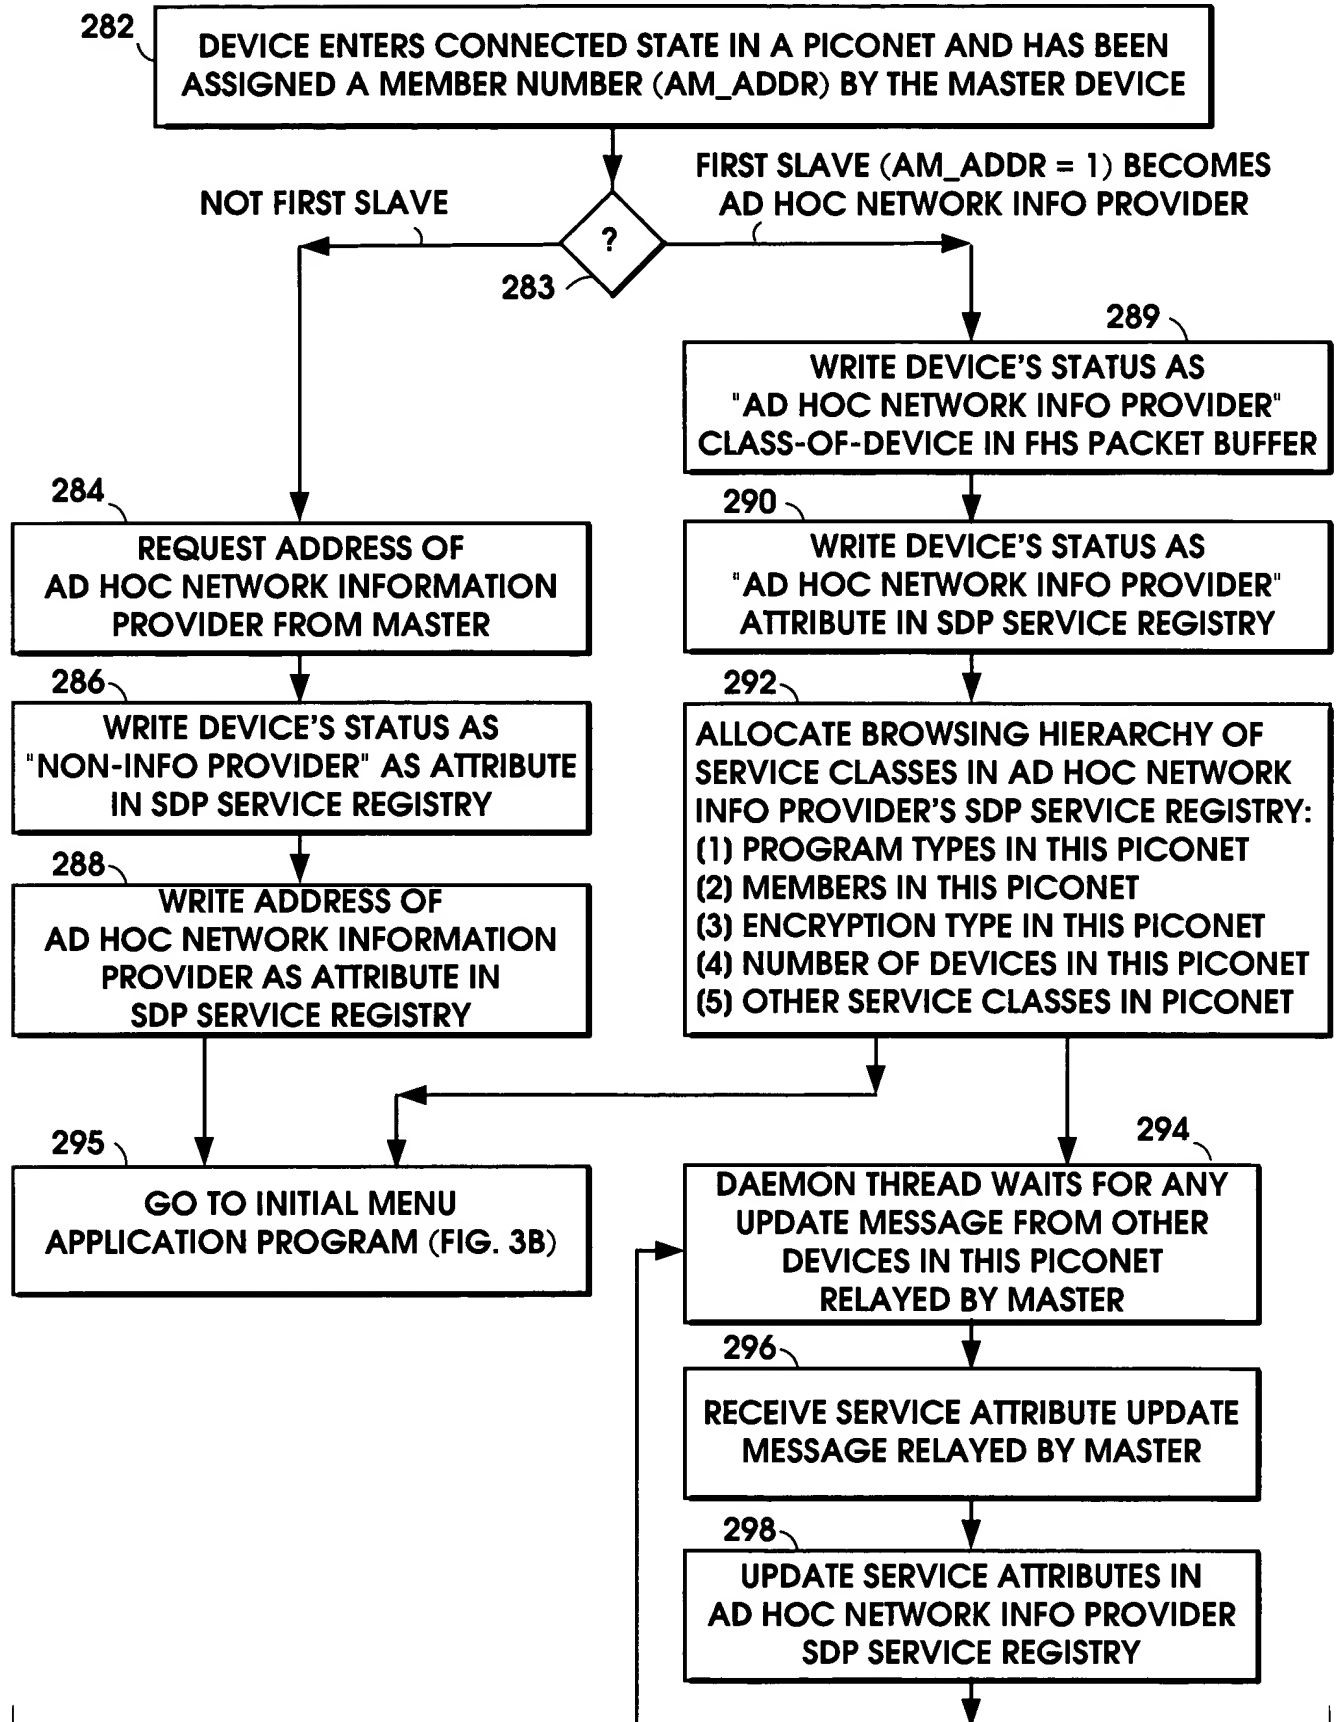 282
DEVICE ENTERS CONNECTED STATE IN A PICONET AND HAS BEEN
ASSIGNED A MEMBER NUMBER (AM_ADDR) BY THE MASTER DEVICE
FIRST SLAVE (AM_ADDR = 1) BECOMES
AD HOC NETWORK INFO PROVIDER
NOT FIRST SLAVE
?
283
284
REQUEST ADDRESS OF
AD HOC NETWORK INFORMATION
PROVIDER FROM MASTER
286
WRITE DEVICE'S STATUS AS
"NON-INFO PROVIDER" AS ATTRIBUTE
IN SDP SERVICE REGISTRY
288
WRITE ADDRESS OF
AD HOC NETWORK INFORMATION
PROVIDER AS ATTRIBUTE IN
SDP SERVICE REGISTRY
289
WRITE DEVICE'S STATUS AS
"AD HOC NETWORK INFO PROVIDER"
CLASS-OF-DEVICE IN FHS PACKET BUFFER
290
WRITE DEVICE'S STATUS AS
"AD HOC NETWORK INFO PROVIDER"
ATTRIBUTE IN SDP SERVICE REGISTRY
292
ALLOCATE BROWSING HIERARCHY OF
SERVICE CLASSES IN AD HOC NETWORK
INFO PROVIDER'S SDP SERVICE REGISTRY:
(1) PROGRAM TYPES IN THIS PICONET
(2) MEMBERS IN THIS PICONET
(3) ENCRYPTION TYPE IN THIS PICONET
(4) NUMBER OF DEVICES IN THIS PICONET
(5) OTHER SERVICE CLASSES IN PICONET
295
GO TO INITIAL MENU
APPLICATION PROGRAM (FIG. 3B)
294
DAEMON THREAD WAITS FOR ANY
UPDATE MESSAGE FROM OTHER
DEVICES IN THIS PICONET
RELAYED BY MASTER
296
RECEIVE SERVICE ATTRIBUTE UPDATE
MESSAGE RELAYED BY MASTER
298
UPDATE SERVICE ATTRIBUTES IN
AD HOC NETWORK INFO PROVIDER
SDP SERVICE REGISTRY